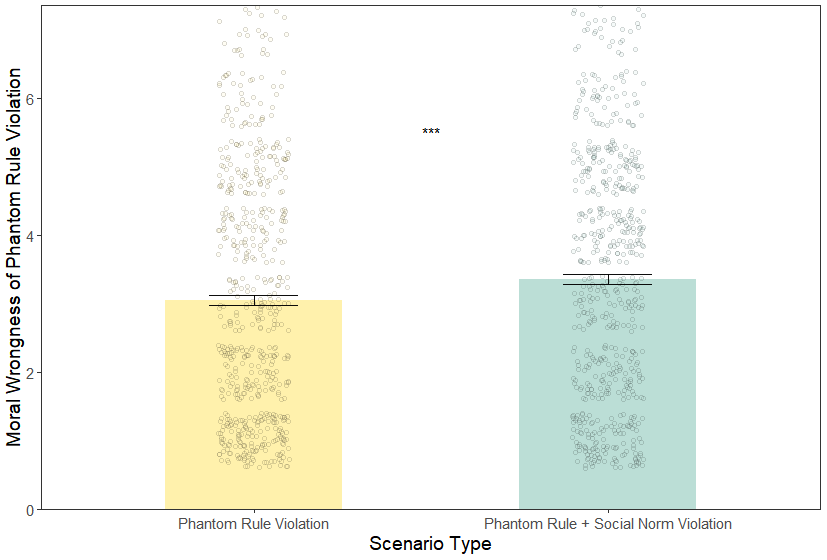 Moral Wrongness of Phantom Rule Violation
6
4
2
0
***
Phantom Rule Violation
Phantom Rule + Social Norm Violation
Scenario Type